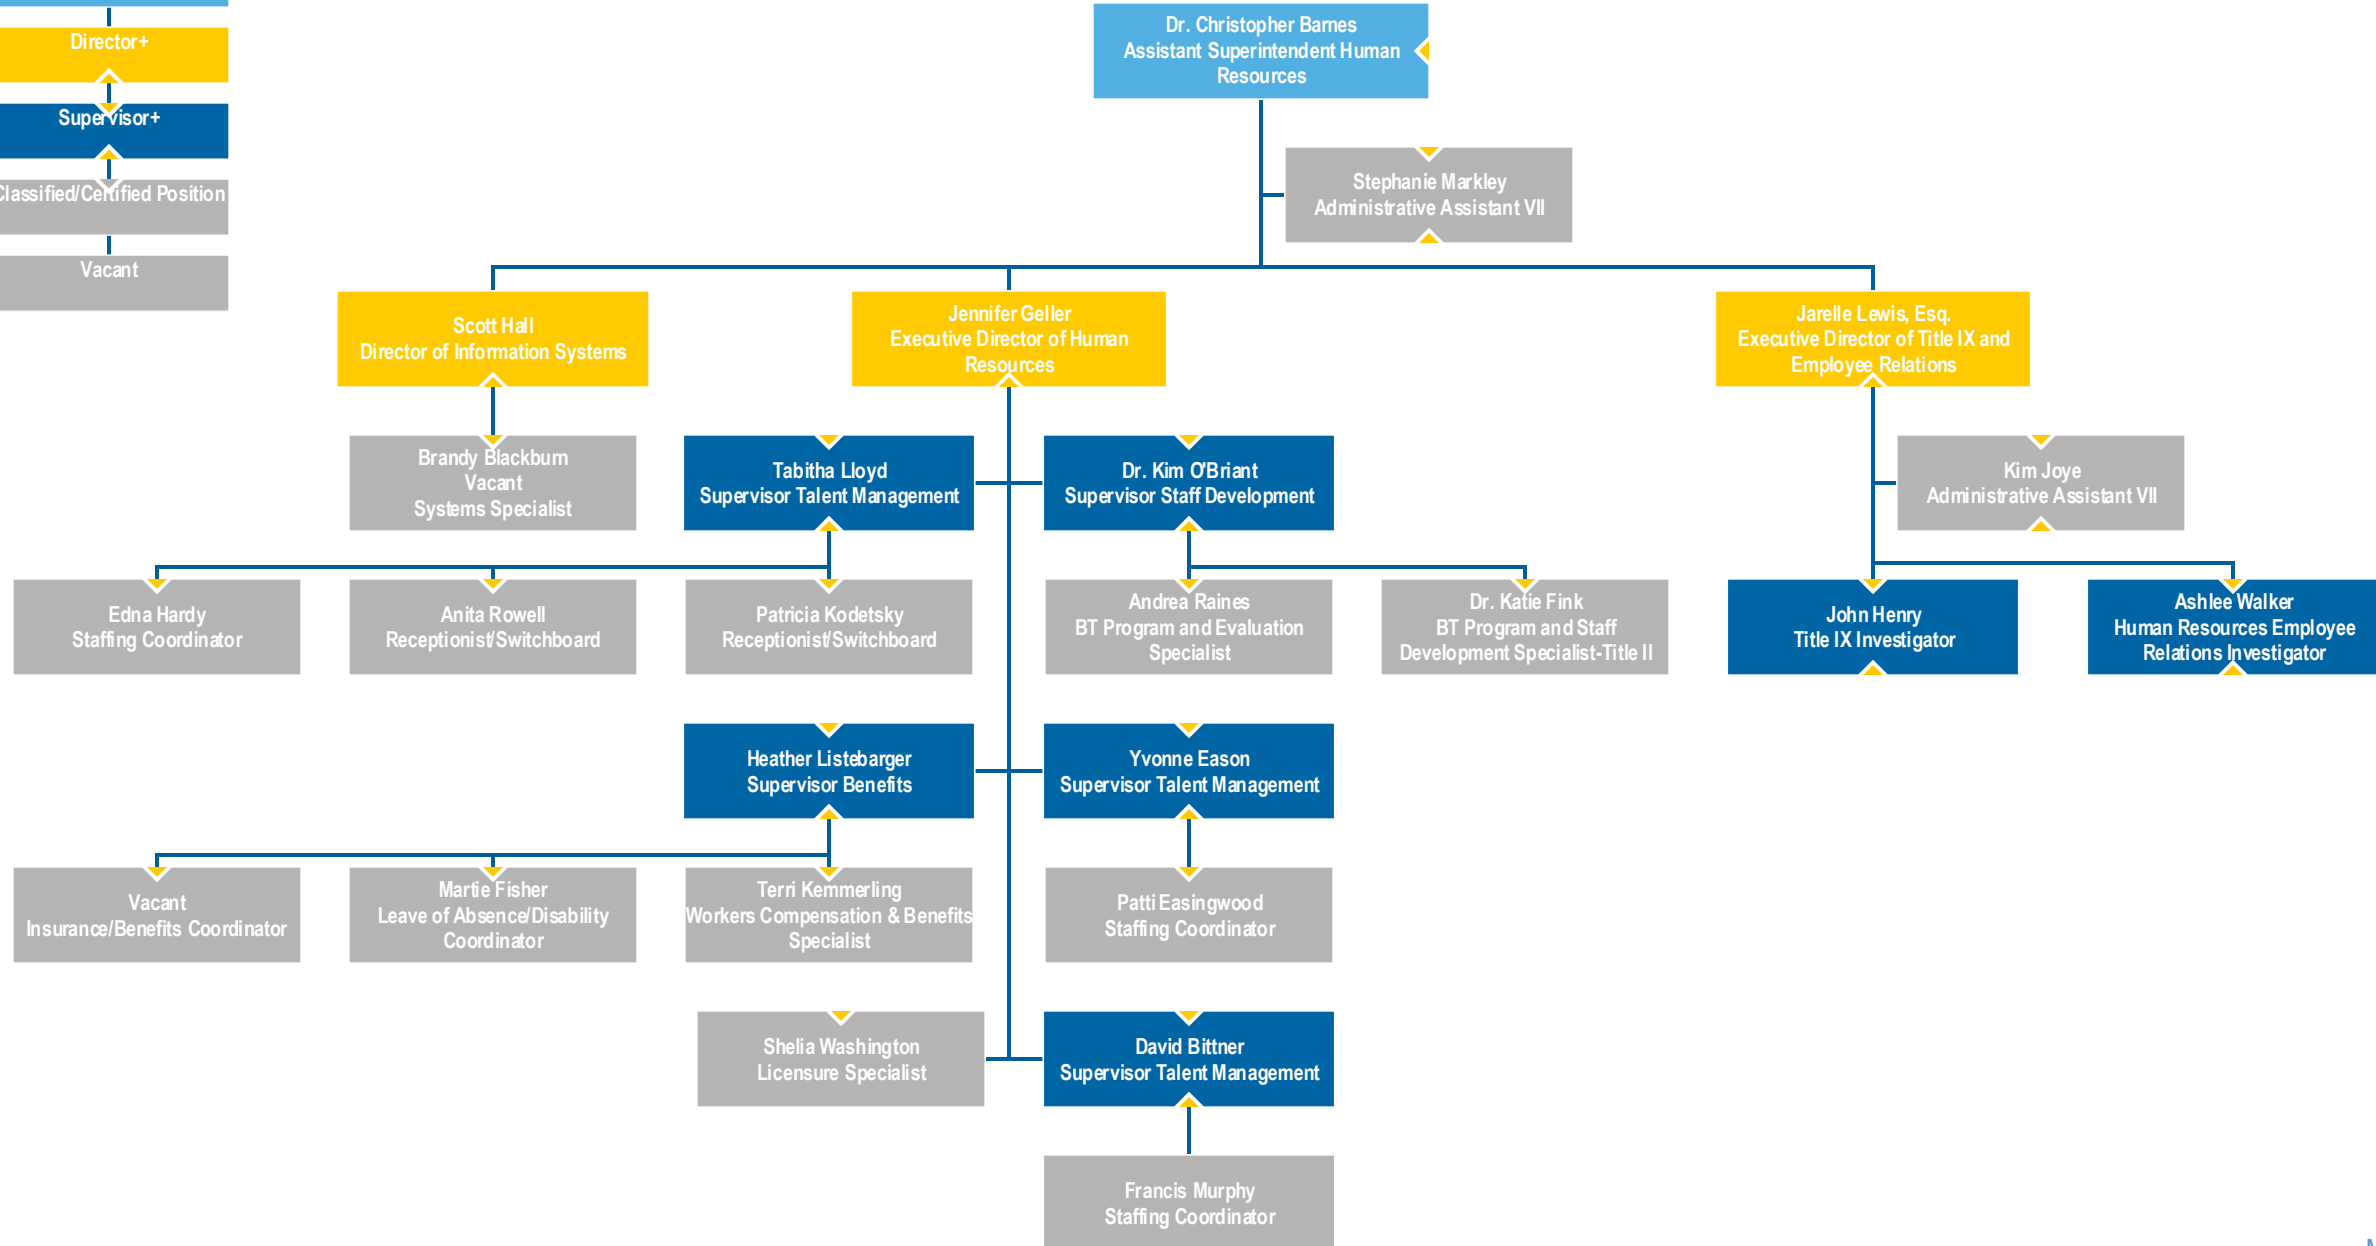 Director+
Supervisor+
Classified/Certified Position
Vacant
Dr. Christopher Barnes
Assistant Superintendent Human
Resources
Stephanie Markley
Administrative Assistant VII
Scott Hall
Director of Information Systems
Jennifer Geller
Executive Director of Human
Resources
Jarelle Lewis, Esq.
Executive Director of Title IX and
Employee Relations
Brandy Blackburn
Vacant
Systems Specialist
Tabitha Lloyd
Supervisor Talent Management
Dr. Kim O'Briant
Supervisor Staff Development
Kim Joye
Administrative Assistant VII
Edna Hardy
Staffing Coordinator
Anita Rowell
Receptionist/Switchboard
Patricia Kodetsky
Receptionist/Switchboard
Andrea Raines
BT Program and Evaluation
Specialist
Dr. Katie Fink
BT Program and Staff
Development Specialist-Title II
John Henry
Title IX Investigator
Ashlee Walker
Human Resources Employee
Relations Investigator
Heather Listebarger
Supervisor Benefits
Yvonne Eason
Supervisor Talent Management
Vacant
Insurance/Benefits Coordinator
Martie Fisher
Leave of Absence/Disability
Coordinator
Terri Kemmerling
Workers Compensation & Benefits
Specialist
Patti Easingwood
Staffing Coordinator
Shelia Washington
Licensure Specialist
David Bittner
Supervisor Talent Management
Francis Murphy
Staffing Coordinator